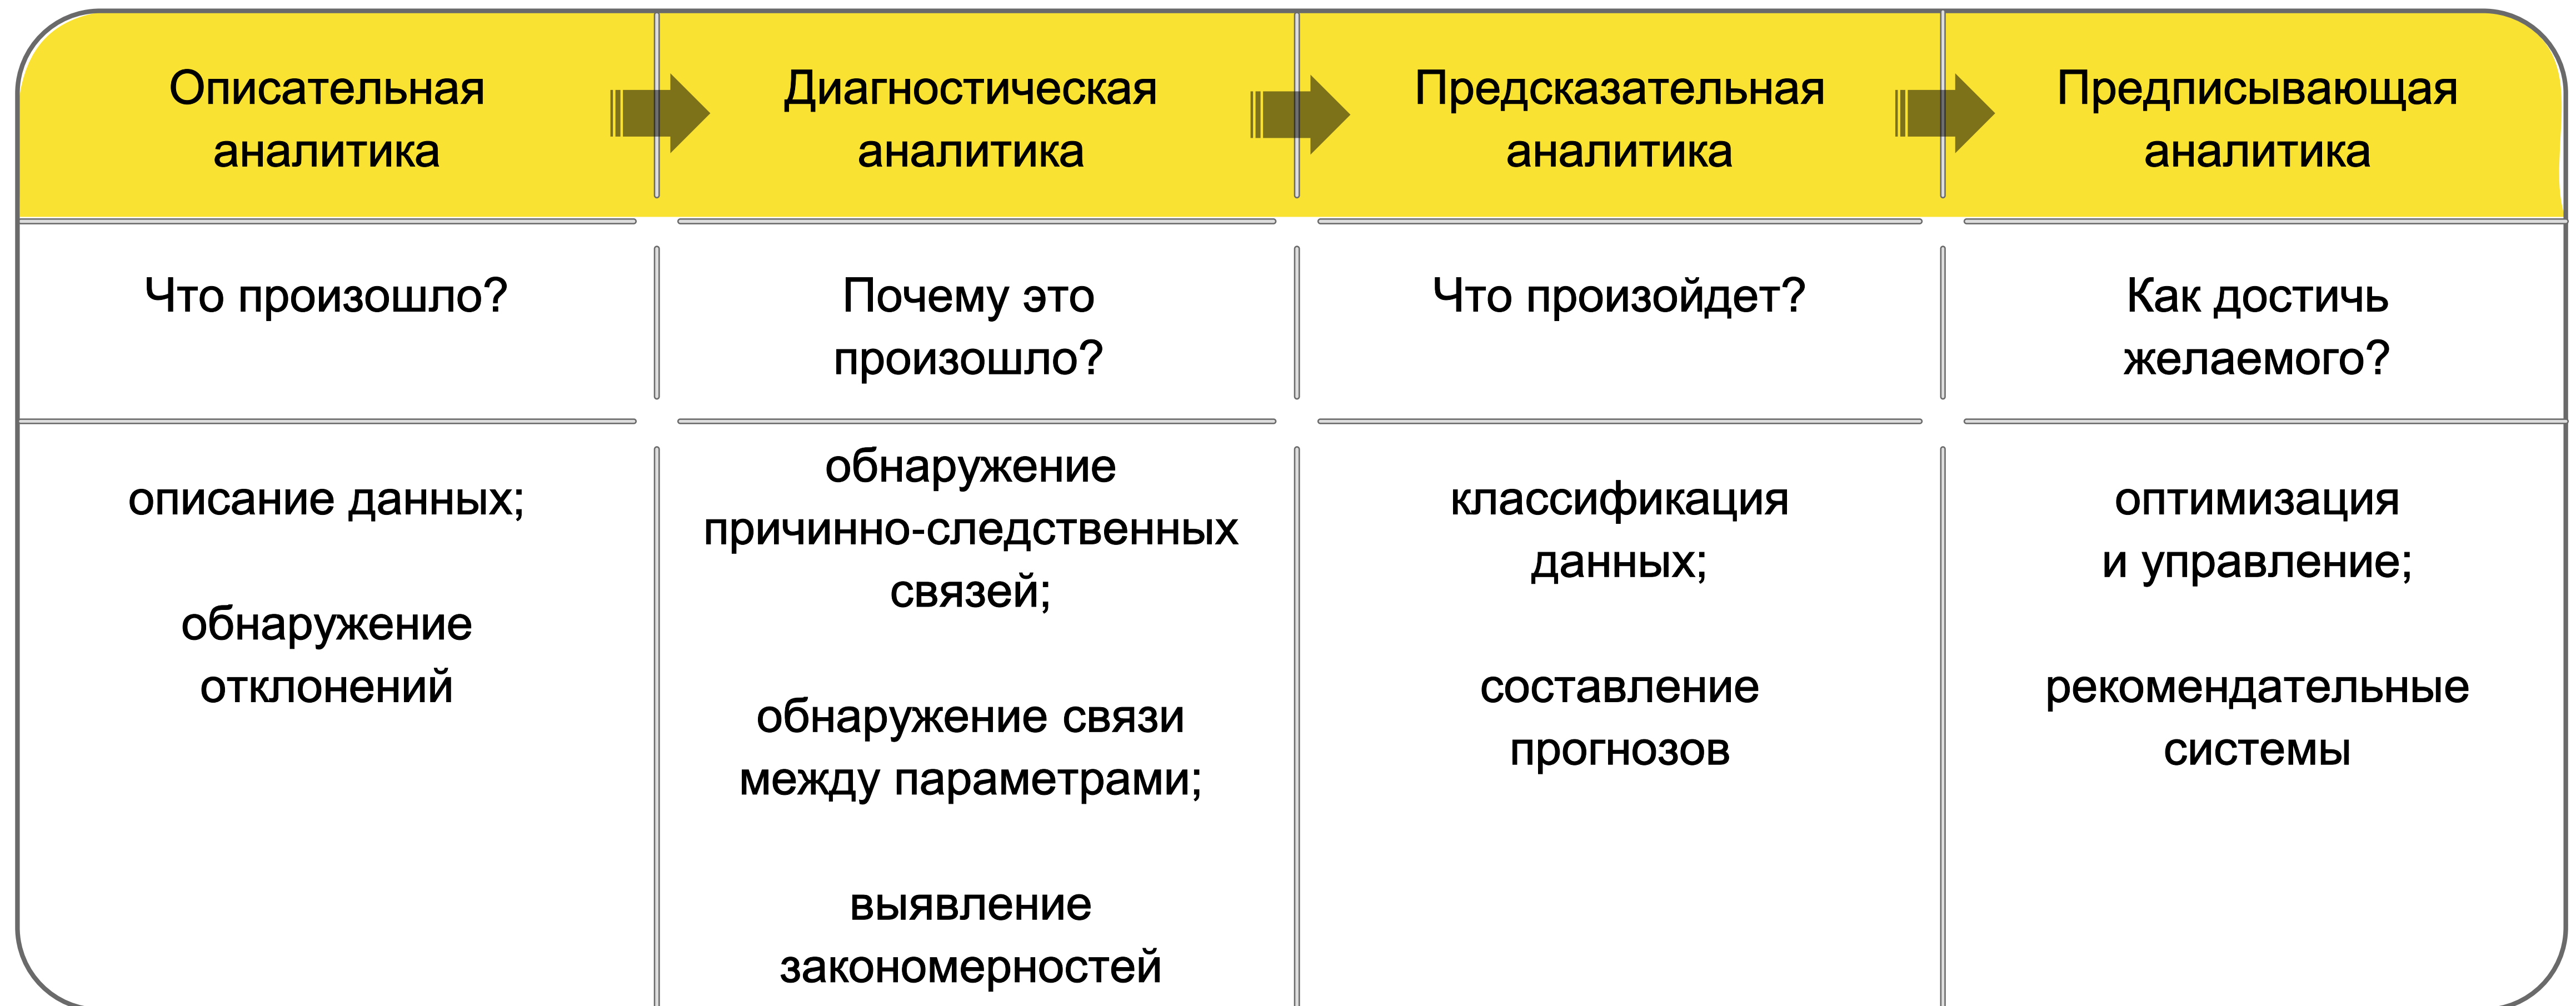 Описательная
аналитика
Диагностическая
аналитика
Предсказательная
аналитика
Предписывающая
аналитика
Что произошло?
Почему это
произошло?
Что произойдет?
Как достичь
желаемого?
описание данных;
обнаружение
отклонений
обнаружение
причинно-следственных
связей;
обнаружение связи
между параметрами;
выявление
закономерностей
классификация
данных;
составление
прогнозов
оптимизация
и управление;
рекомендательные
системы